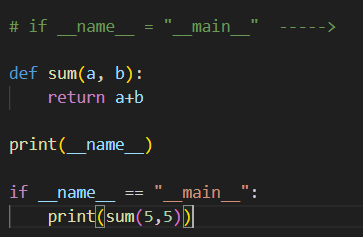 # if __name__ = "__main__"  ----->
def sum(a, b):
    return a+b
print(__name__)
if __name__ == "__main__":
    print(sum(5,5))